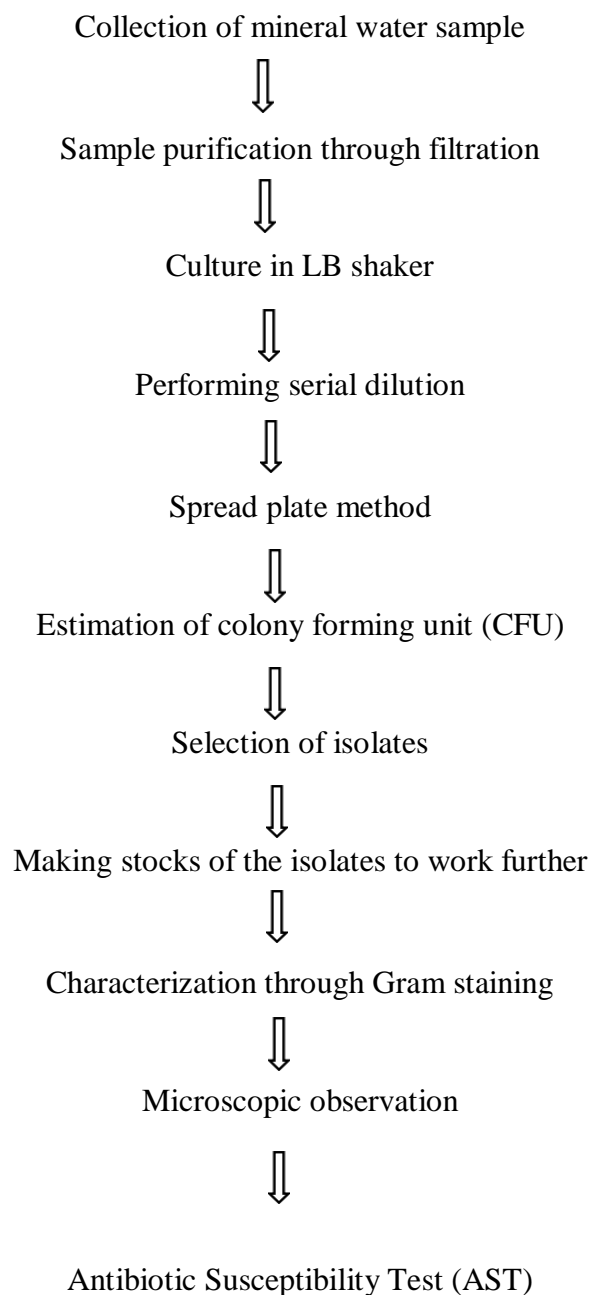 Collection of mineral water sample
Sample purification through filtration
Culture in LB shaker
Performing serial dilution
Spread plate method
Estimation of colony forming unit (CFU)
Selection of isolates
Making stocks of the isolates to work further
Characterization through Gram staining
Microscopic observation
Antibiotic Susceptibility Test (AST)